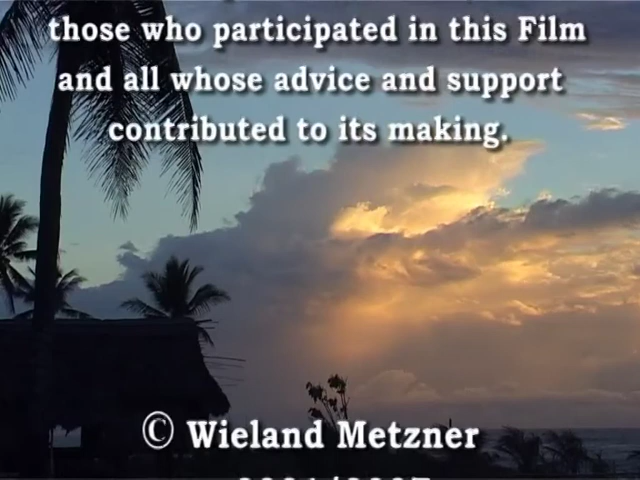 those who participated in this Film
and all whose advice and support
contributed to its making.
© Wieland Metzner